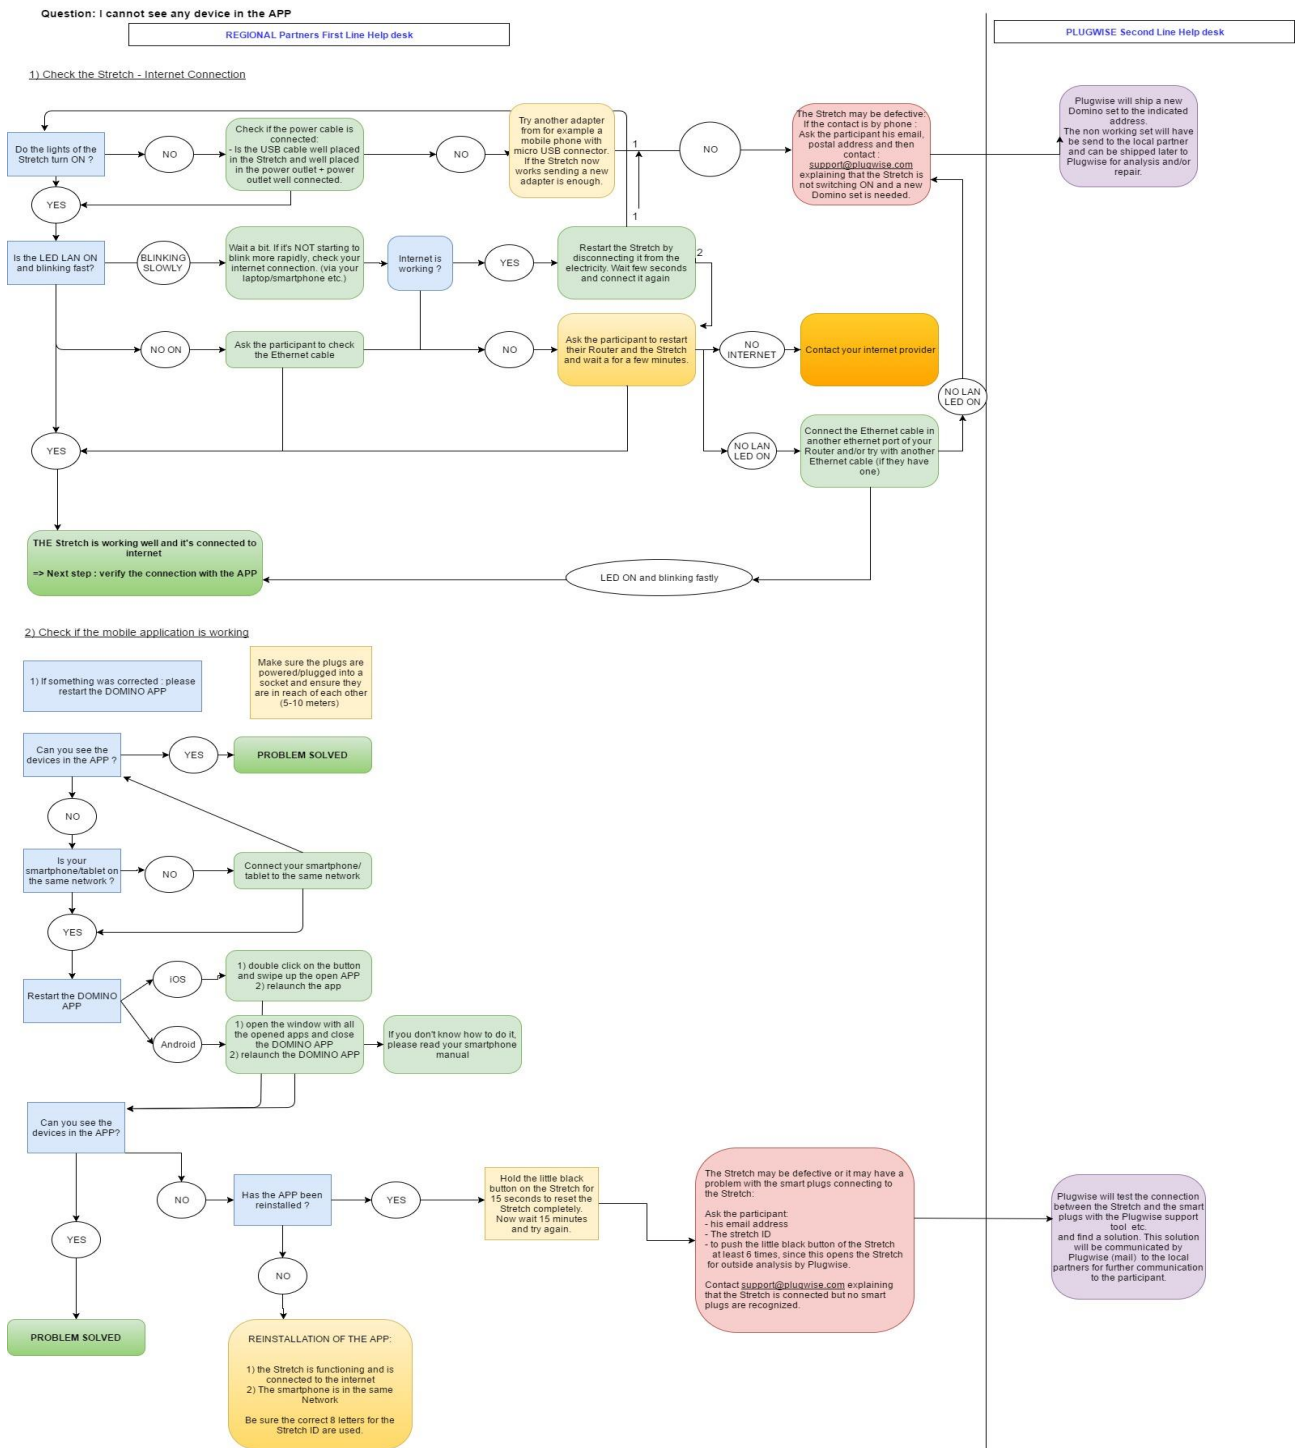 Question: I cannot see any device in the APP
REGIONAL Partners First Line Help desk
PLUGWISE Second Line Help desk
1) Check the Stretch - Internet Connection
Do the lights of the
Stretch turn ON ?
NO
Check if the power cable is
connected:
- Is the USB cable well placed
in the Stretch and well placed
in the power outlet + power
outlet well connected.
NO
Try another adapter
from for example a
mobile phone with
micro USB connector.
If the Stretch now
works sending a new
adapter is enough.
1
1
NO
The Stretch may be defective:
If the contact is by phone :
Ask the participant his email,
postal address and then
contact :
support@plugwise.com
explaining that the Stretch is
not switching ON and a new
Domino set is needed.
Plugwise will ship a new
Domino set to the indicated
address.
The non working set will have
be send to the local partner
and can be shipped later to
Plugwise for analysis and/or
repair.
YES
Is the LED LAN ON
and blinking fast?
BLINKING
SLOWLY
Wait a bit. If it's NOT starting to
blink more rapidly, check your
internet connection. (via your
laptop/smartphone etc.)
Internet is
working ?
YES
Restart the Stretch by
disconnecting it from the
electricity. Wait few seconds
and connect it again
2
NO ON
Ask the participant to check
the Ethernet cable
NO
Ask the participant to restart
their Router and the Stretch
and wait a for a few minutes.
NO
INTERNET
Contact your internet provider
NO LAN
LED ON
YES
NO LAN
LED ON
Connect the Ethernet cable in
another ethernet port of your
Router and/or try with another
Ethernet cable (if they have
one)
THE Stretch is working well and it's connected to
internet
=> Next step : verify the connection with the APP
LED ON and blinking fastly
2) Check if the mobile application is working
1) If something was corrected : please
restart the DOMINO APP
Make sure the plugs are
powered/plugged into a
socket and ensure they
are in reach of each other
(5-10 meters)
Can you see the
devices in the APP ?
YES
PROBLEM SOLVED
NO
Is your
smartphone/tablet on
the same network ?
NO
Connect your smartphone/
tablet to the same network
YES
Restart the DOMINO
APP
iOS
1) double click on the button
and swipe up the open APP
2) relaunch the app
Android
1) open the window with all
the opened apps and close
the DOMINO APP
2) relaunch the DOMINO APP
If you don't know how to do it,
please read your smartphone
manual
Can you see the
devices in the APP?
NO
Has the APP been
reinstalled ?
YES
Hold the little black
button on the Stretch for
15 seconds to reset the
Stretch completely.
Now wait 15 minutes
and try again.
The Stretch may be defective or it may have a
problem with the smart plugs connecting to
the Stretch:
Ask the participant:
- his email address
- The stretch ID
- to push the little black button of the Stretch
at least 6 times, since this opens the Stretch
for outside analysis by Plugwise.
Contact support@plugwise.com explaining
that the Stretch is connected but no smart
plugs are recognized.
Plugwise will test the connection
between the Stretch and the smart
plugs with the Plugwise support
tool etc.
and find a solution. This solution
will be communicated by
Plugwise (mail) to the local
partners for further communication
to the participant.
YES
NO
PROBLEM SOLVED
REINSTALLATION OF THE APP:
1) the Stretch is functioning and is
connected to the internet
2) The smartphone is in the same
Network
Be sure the correct 8 letters for the
Stretch ID are used.